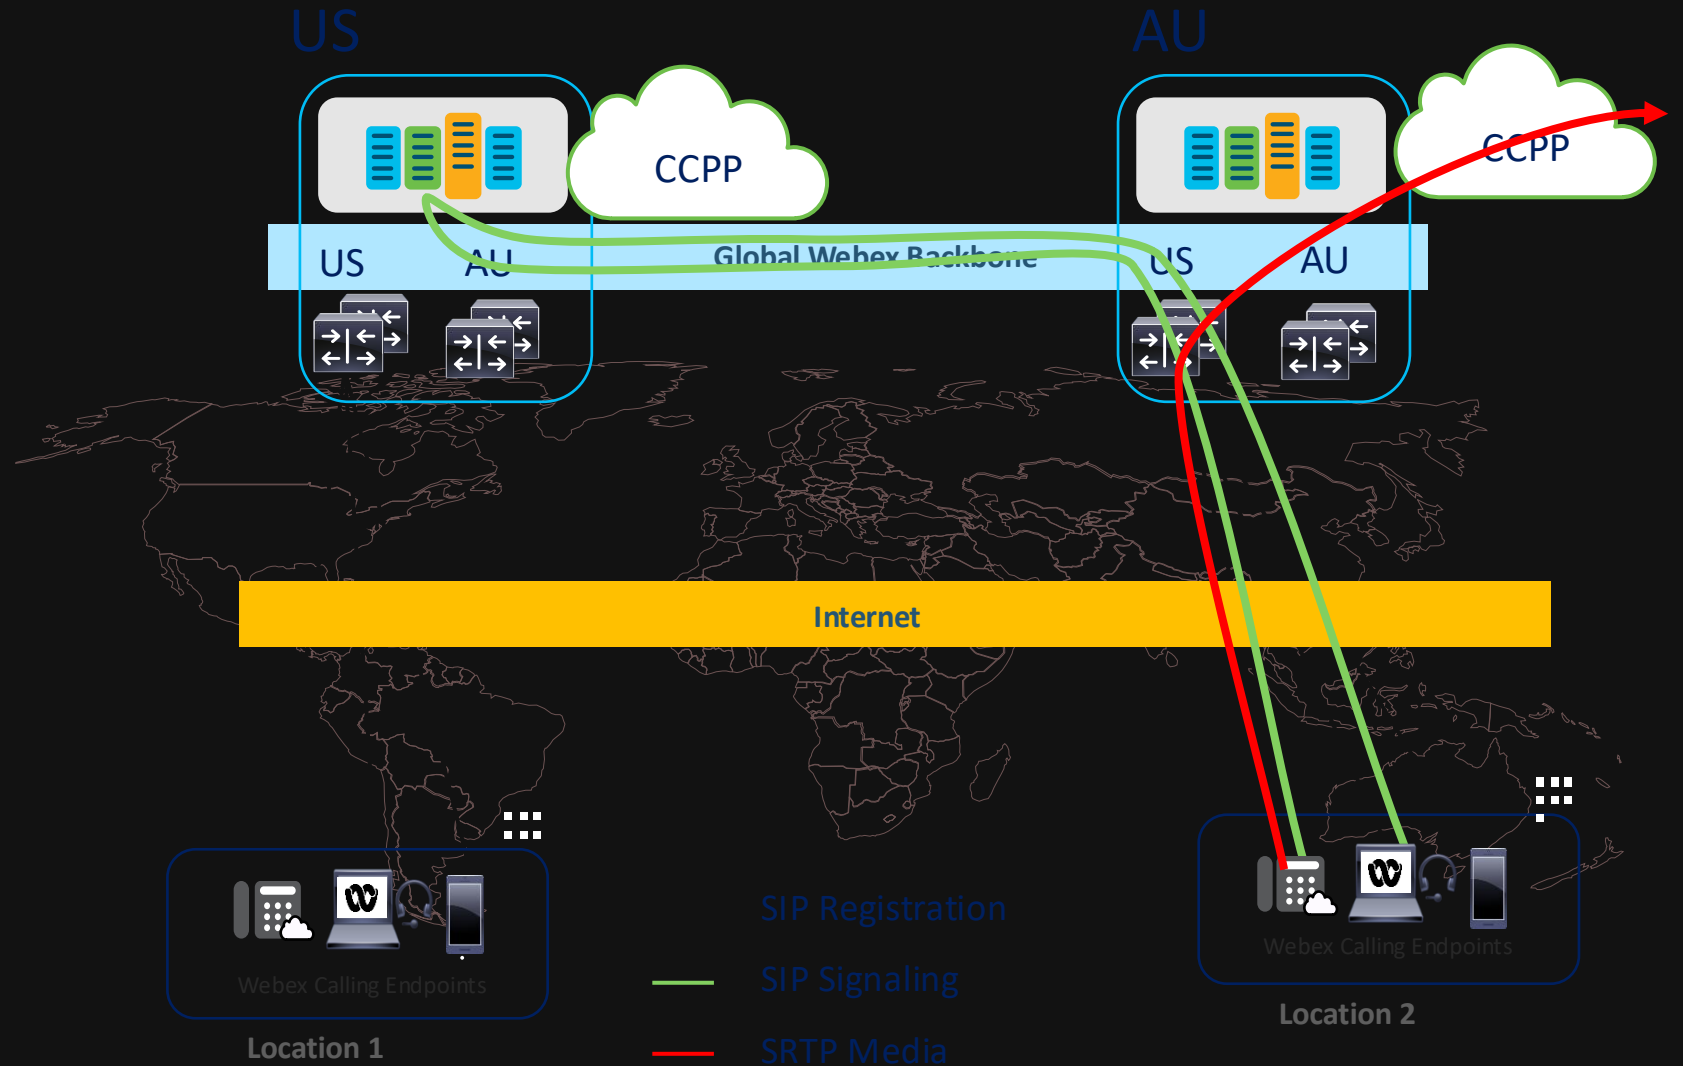 US
AU
CCPP
CCPP
Global Webex Backbone
US
AU
US
AU
Internet
Webex Calling Endpoints
Location 1
SIP Registration
SIP Signaling
SRTP Media
Webex Calling Endpoints
Location 2